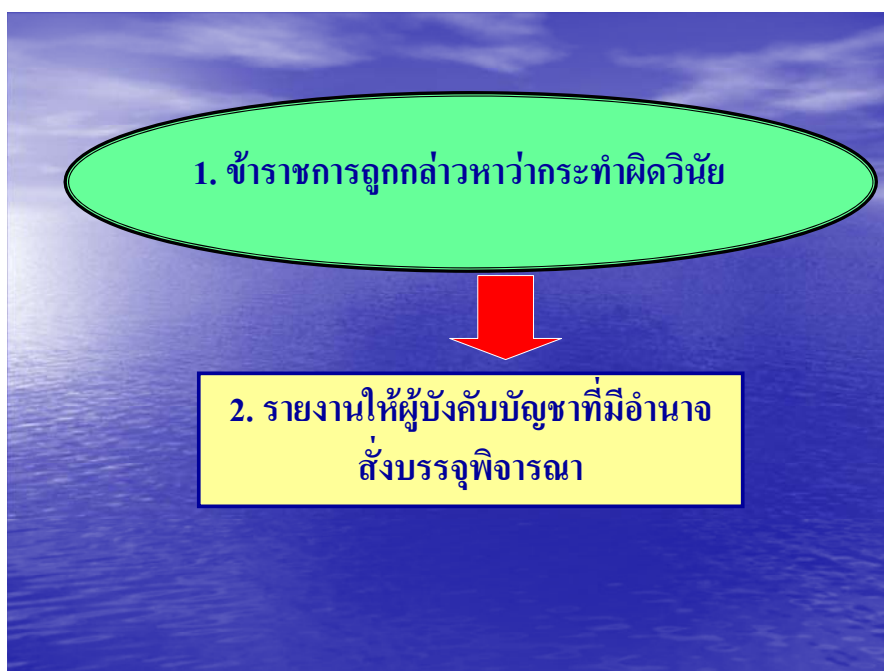 1. ข้าราชการถูกกล่าวหาว่ากระทำผิดวินัย
2. รายงานให้ผู้บังคับบัญชาที่มีอำนาจ
สั่งบรรจุพิจารณา